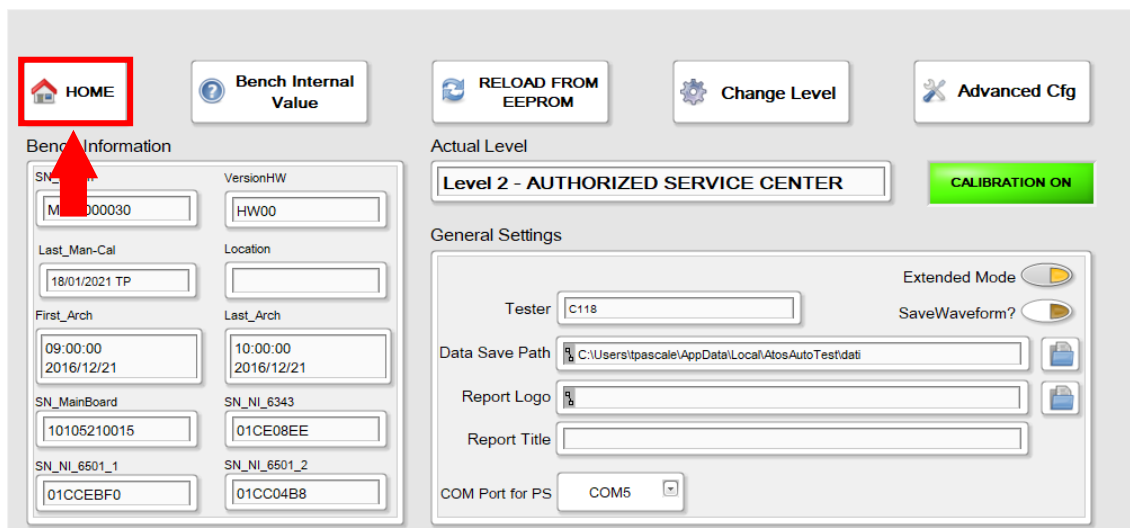 HOME
Bench Internal
Value
RELOAD FROM
EEPROM
Change Level
Advanced Cfg
Information
Actual Level
VersionHW
Level 2 - AUTHORIZED SERVICE CENTER
CALIBRATION ON
HW00
General Settings
Last_Man-Cal
Location
18/01/2021 TP
Extended Mode
SaveWaveform?
Tester
C118
First_Arch
Last_Arch
09:00:00
2016/12/21
10:00:00
2016/12/21
Data Save Path
C:\Users\tpascale\AppData\Local\AtosAutoTest\dati
Report Logo
Report Title
SN_MainBoard
SN_NI_6343
10105210015
01CE08EE
SN_NI_6501_1
SN_NI_6501_2
01CCEBF0
01CC04B8
COM Port for PS
COM5